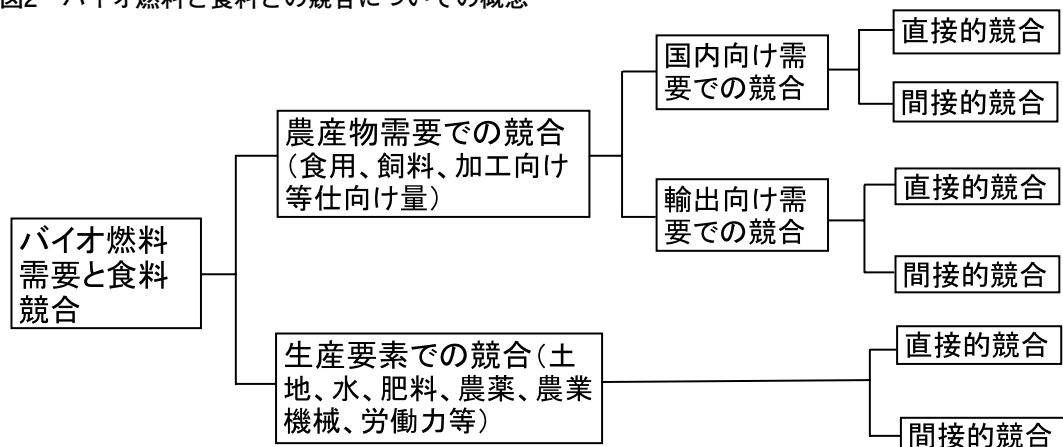 図2 バイオ燃料と食料との競合についての概念
直接的競合
国内向け需
要での競合
間接的競合
農産物需要での競合
(食用、飼料、加工向け
等仕向け量)
直接的競合
輸出向け需
要での競合
間接的競合
バイオ燃料
需要と食料
競合
直接的競合
生産要素での競合(土
地、水、肥料、農薬、農業
機械、労働力等)
間接的競合